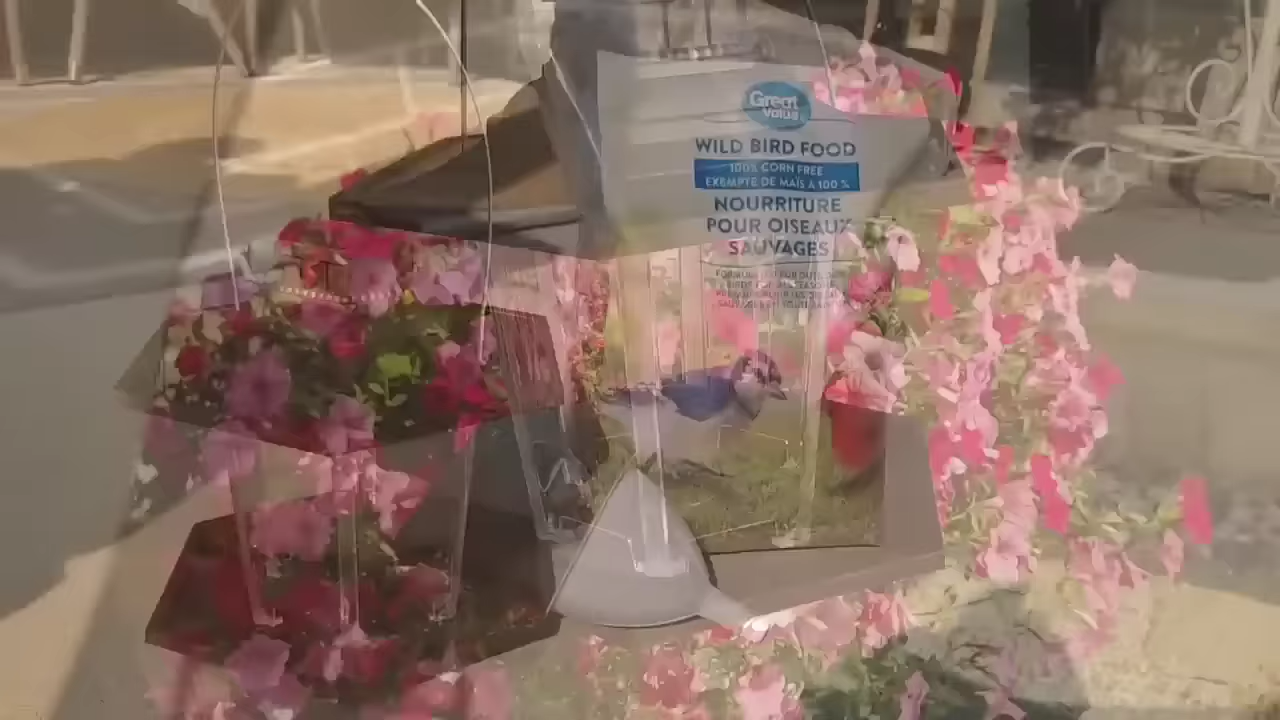 Great
Value
WILD BIRD FOOD
100% CORN FREE
EXEMPTE DE MAÏS À 100 %
NOURRITURE
POUR OISEAUX
SAUVAGES